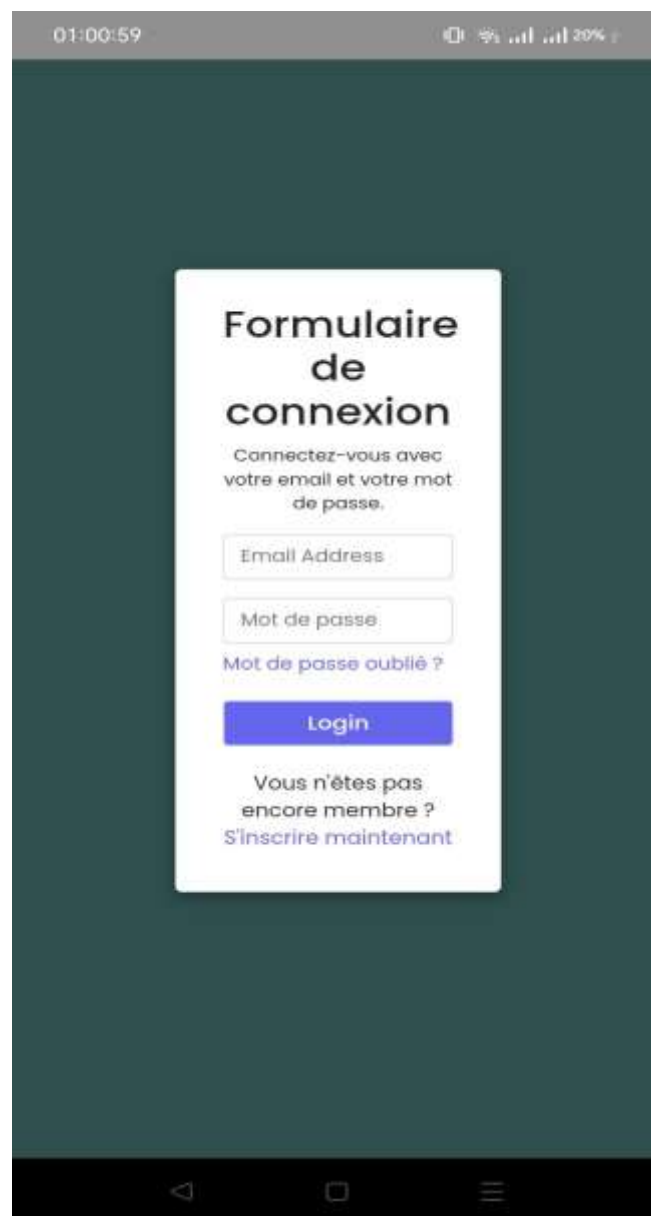 01:00:59
20%
Formulaire
de
connexion
Connectez-vous avec
votre email et votre mot
de passe.
Email Address
Mot de passe
Mot de passe oublié ?
Login
Vous n'êtes pas
encore membre ?
S'inscrire maintenant